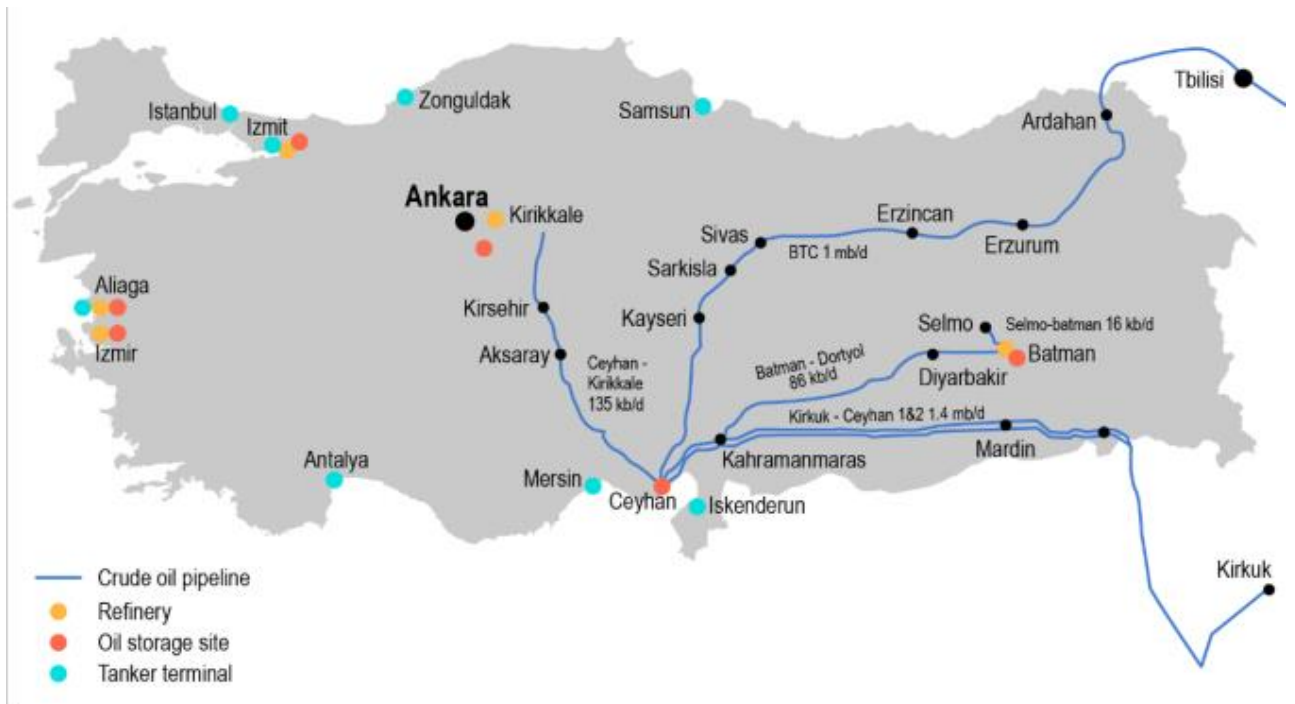 Tbilisi
Zonguldak
Istanbul
Samsun
Izmit
Ardahan
Ankara
Kirikkale
Erzincan
Sivas
Erzurum
BTC 1 mb/d
Sarkisla
Aliaga
Kirsehir
Kayseri
Selmo
Selmo-batman 16 kb/d
Izmir
Aksaray
Batman
Ceyhan -
Kirikkale
135 kb/d
Batman - Dortyol
86 kb/d
Diyarbakir
Kirkuk - Ceyhan 1&2 1.4 mb/d
Mardin
Kahramanmaras
Antalya
Mersin
Ceyhan
Iskenderun
Kirkuk
Crude oil pipeline
Refinery
Oil storage site
Tanker terminal